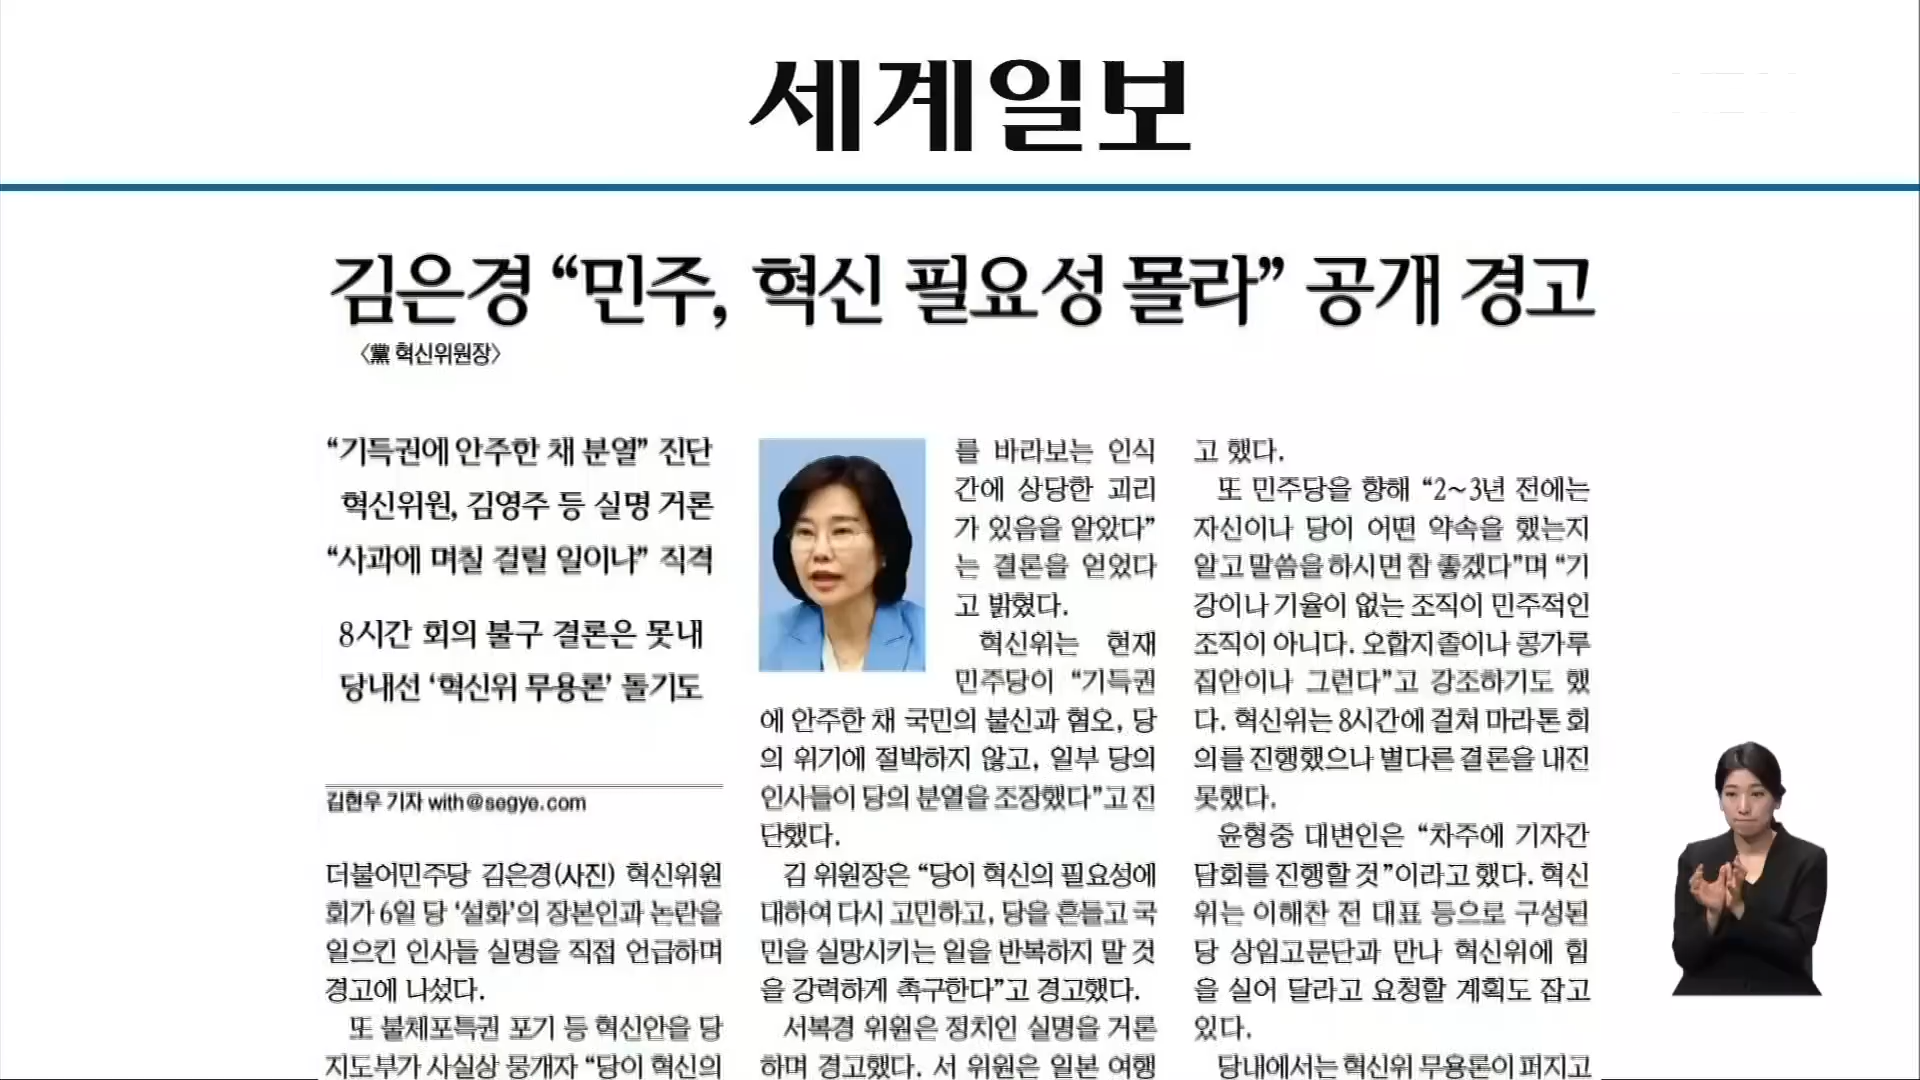 세계일보
김은경 “민주, 혁신 필요성 몰라” 공개 경고
〈黨 혁신위원장〉
“기득권에 안주한 채 분열” 진단
혁신위원, 김영주 등 실명 거론
“사과에 며칠 걸릴 일이냐” 직격
8시간 회의 불구 결론은 못내
당내선 ‘혁신위 무용론’ 돌기도
김현우 기자 with@segye.com
더불어민주당 김은경(사진) 혁신위원
회가 6일 당 ‘설화’의 장본인과 논란을
일으킨 인사들 실명을 직접 언급하며
경고에 나섰다.
또 불체포특권 포기 등 혁신안을 당
지도부가 사실상 뭉개자 “당이 혁신의
를 바라보는 인식
간에 상당한 괴리
가 있음을 알았다”
는 결론을 얻었다
고 밝혔다.
혁신위는 현재
민주당이 “기득권
에 안주한 채 국민의 불신과 혐오, 당
의 위기에 절박하지 않고, 일부 당의
인사들이 당의 분열을 조장했다”고 진
단했다.
김 위원장은 “당이 혁신의 필요성에
대하여 다시 고민하고, 당을 흔들고 국
민을 실망시키는 일을 반복하지 말 것
을 강력하게 촉구한다”고 경고했다.
서복경 위원은 정치인 실명을 거론
하며 경고했다. 서 위원은 일본 여행
고 했다.
또 민주당을 향해 “2~3년 전에는
자신이나 당이 어떤 약속을 했는지
알고 말씀을 하시면 참 좋겠다”며 “기
강이나 기율이 없는 조직이 민주적인
조직이 아니다. 오합지졸이나 콩가루
집안이나 그런다”고 강조하기도 했
다. 혁신위는 8시간에 걸쳐 마라톤 회
의를 진행했으나 별다른 결론을 내진
못했다.
윤형중 대변인은 “차주에 기자간
담회를 진행할 것”이라고 했다. 혁신
위는 이해찬 전 대표 등으로 구성된
당 상임고문단과 만나 혁신위에 힘
을 실어 달라고 요청할 계획도 잡고
있다.
당내에서는 혁신위 무용론이 퍼지고